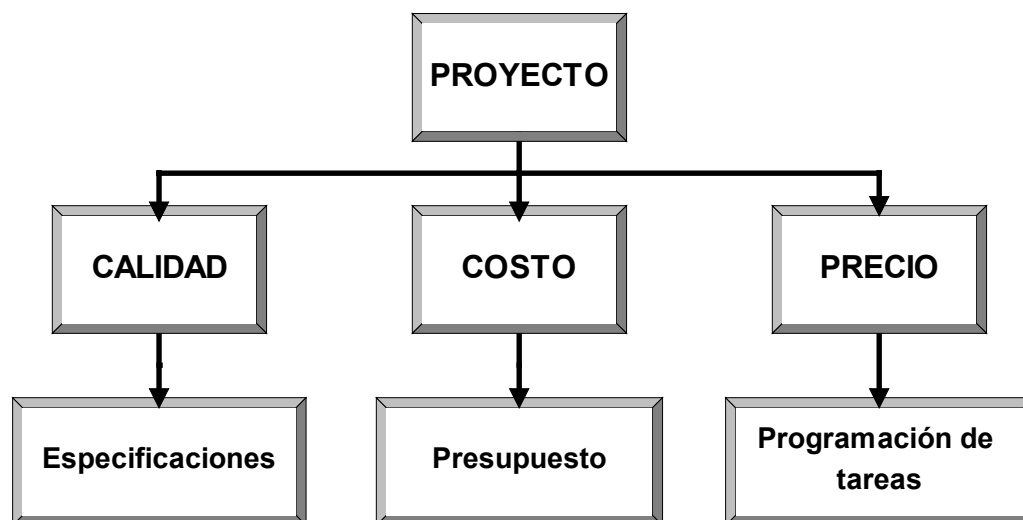 PROYECTO
CALIDAD
COSTO
PRECIO
Especificaciones
Presupuesto
Programación de
tareas